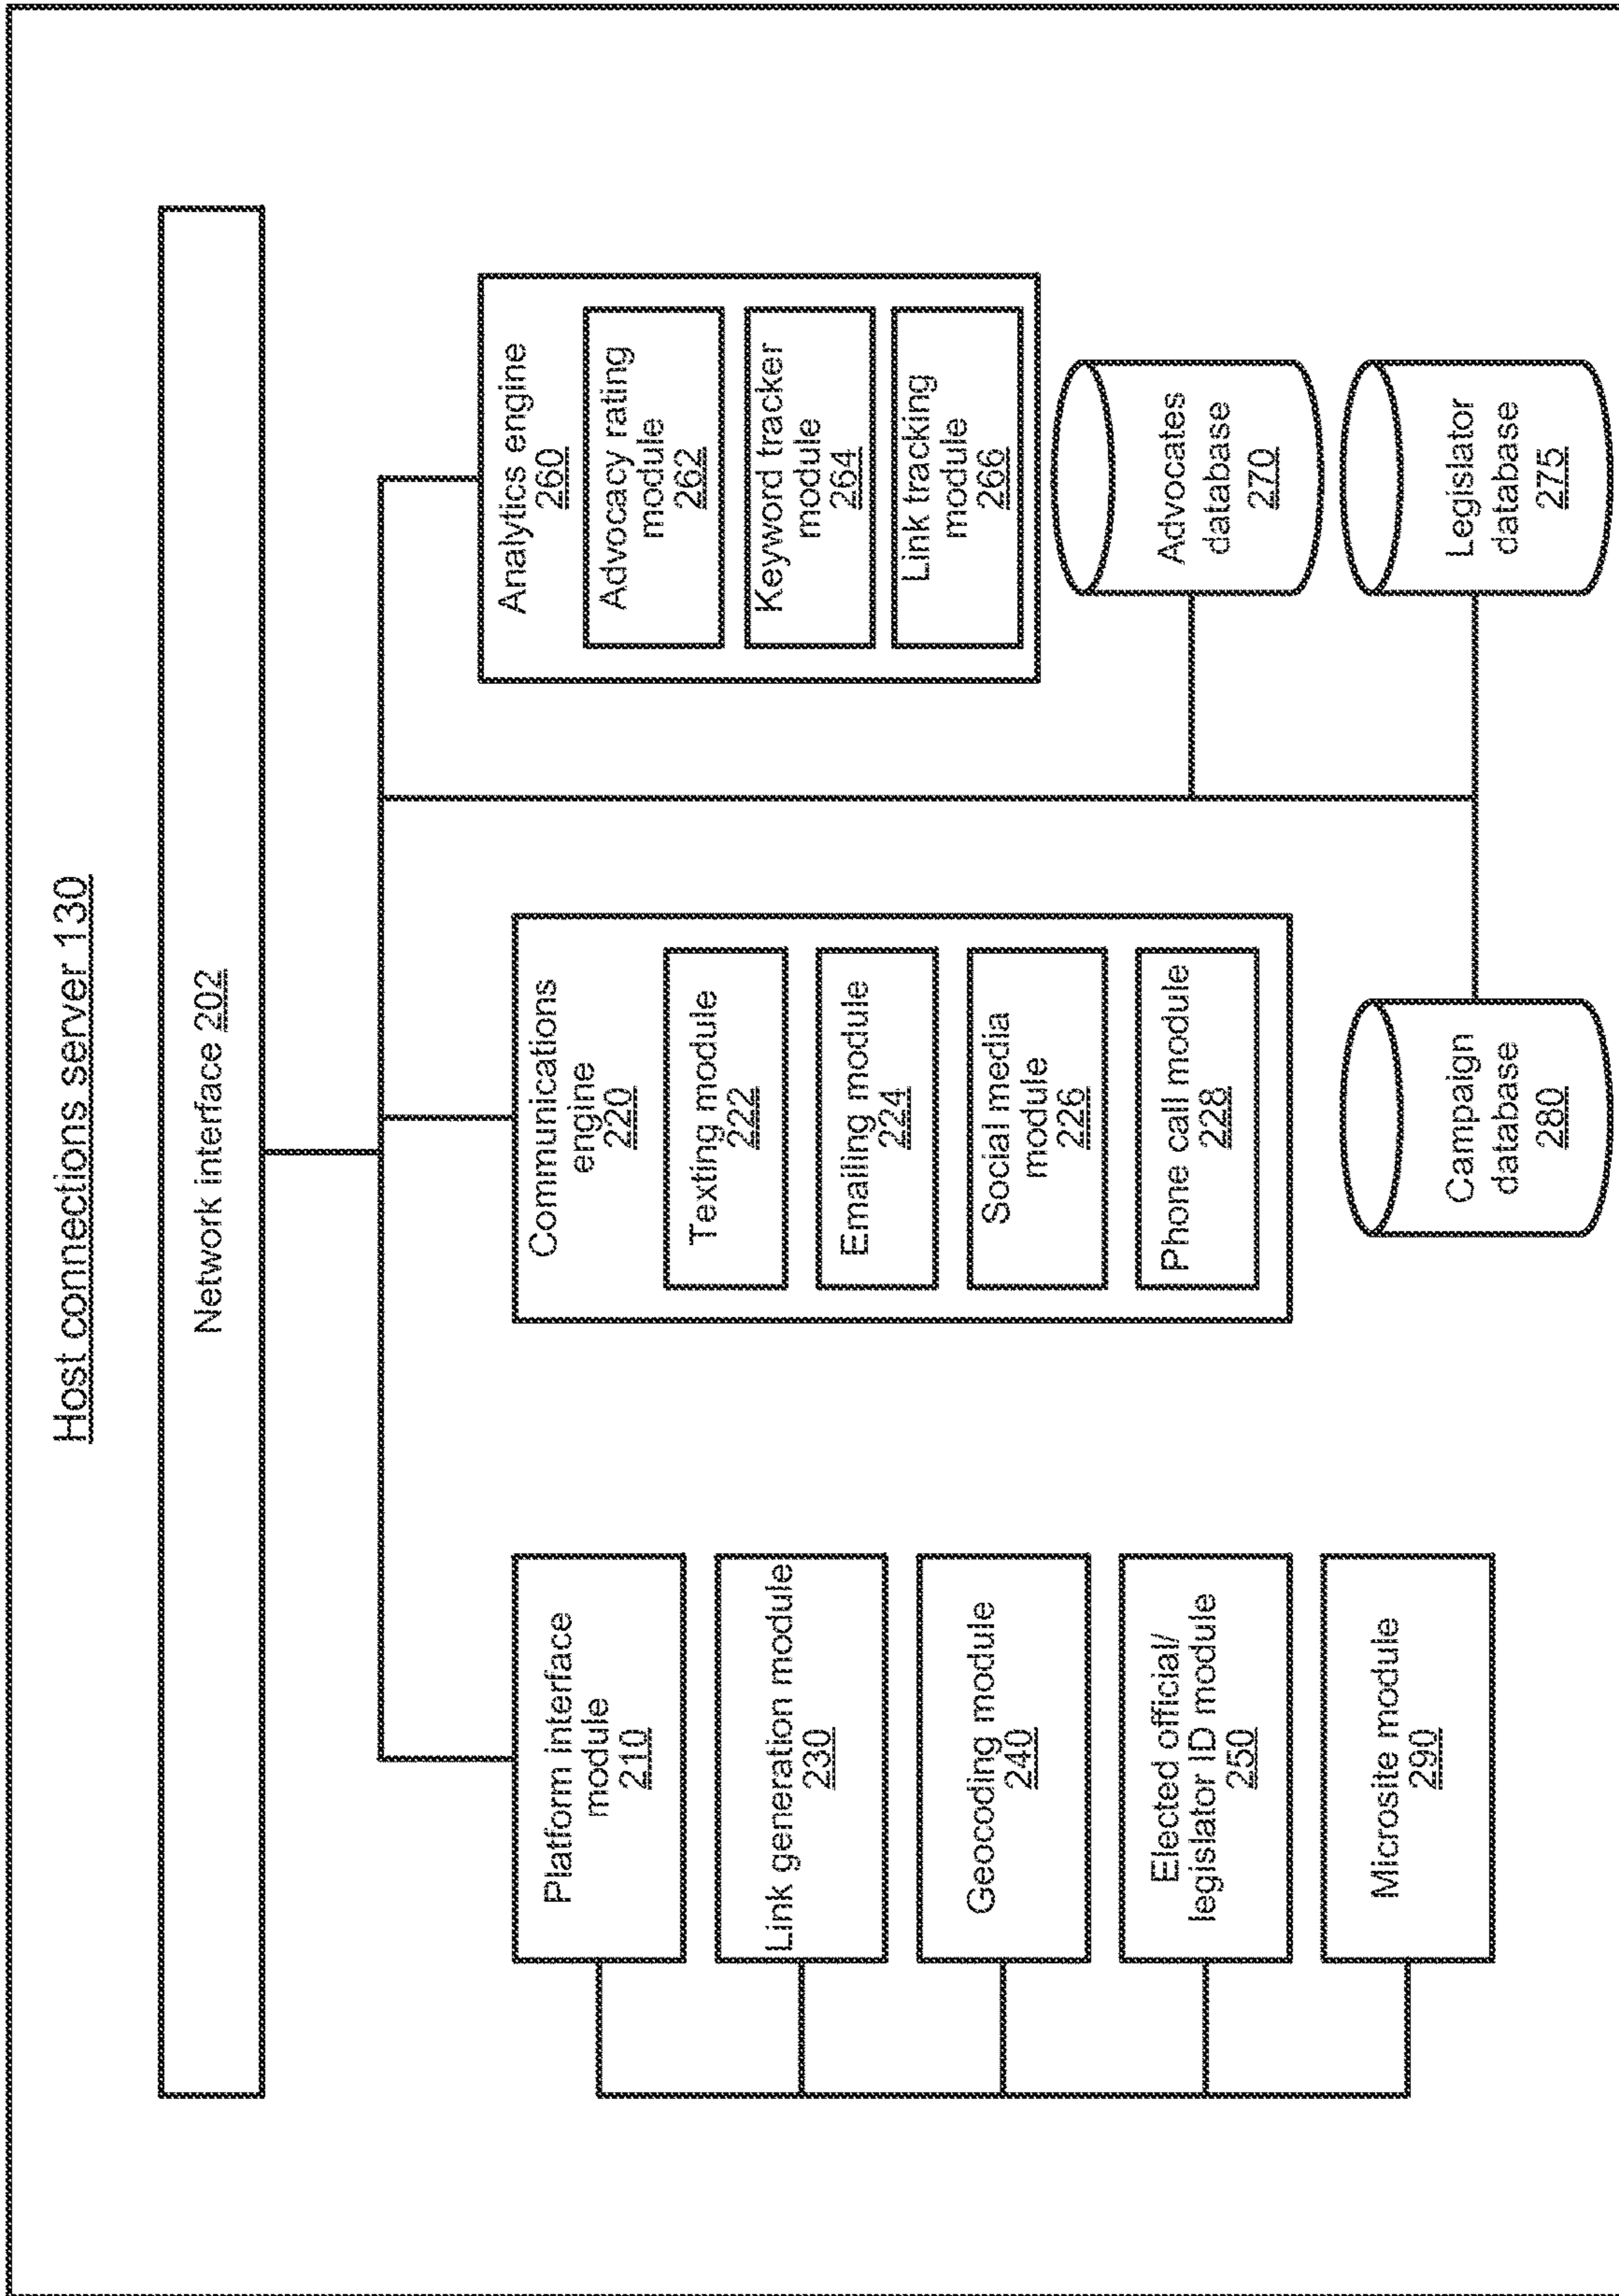 Host connections server 130
Network interface 202
Platform interface
module
210
Link generation module
230
Geocoding module
240
Elected official/
legislator ID module
250
Microsite module
290
Communications
engine
220
Texting module
222
Emailing module
224
Social media
module
226
Phone call module
228
Campaign
database
280
Analytics engine
260
Advocacy rating
module
262
Keyword tracker
module
264
Link tracking
module
266
Advocates
database
270
Legislator
database
275